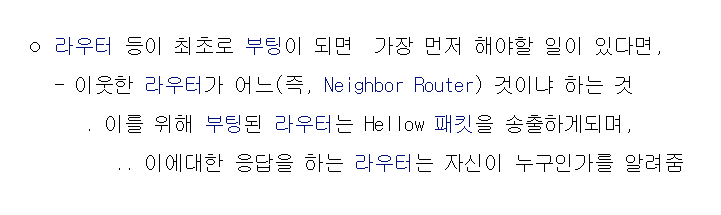 ○ 라우터 등이 최초로 부팅이 되면  가장 먼저 해야할 일이 있다면,
- 이웃한 라우터가 어느(즉, Neighbor Router) 것이냐 하는 것
. 이를 위해 부팅된 라우터는 Hellow 패킷을 송출하게되며,
.. 이에대한 응답을 하는 라우터는 자신이 누구인가를 알려줌